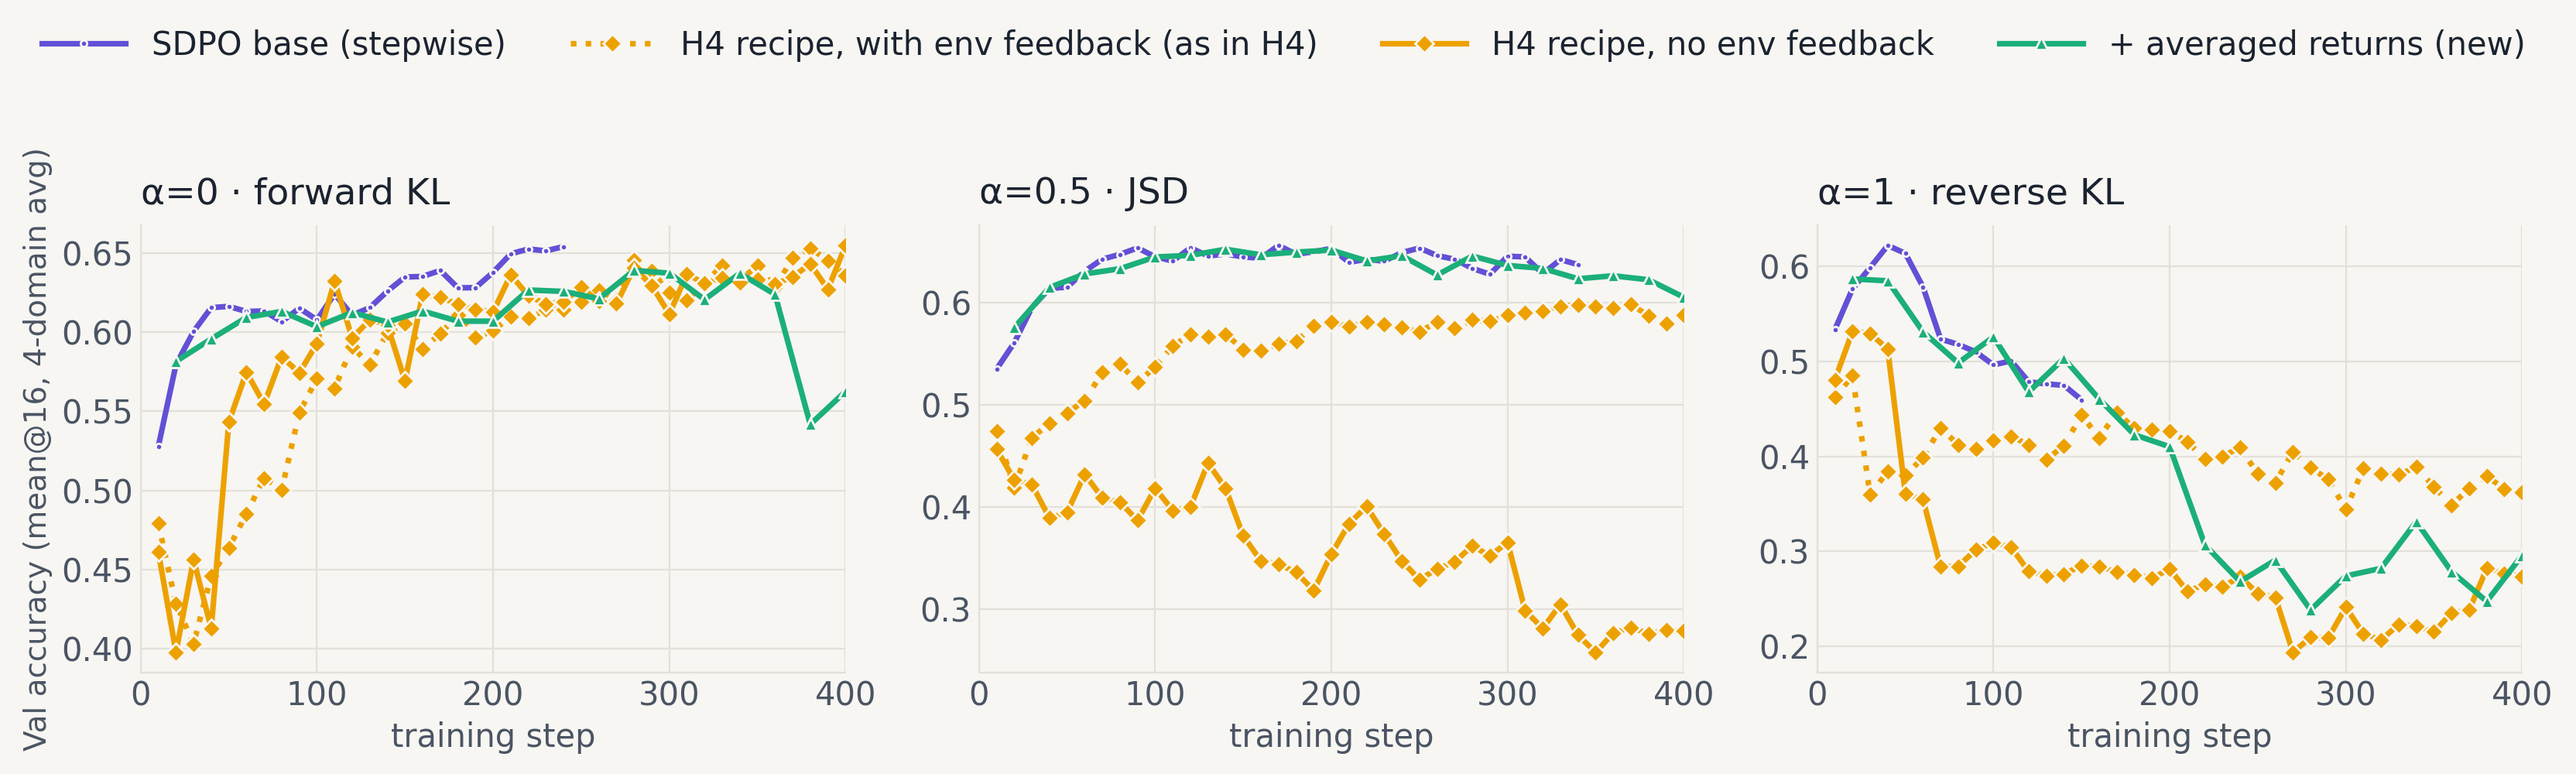 SDPO base (stepwise)
H4 recipe, with env feedback (as in H4)
H4 recipe, no env feedback
+ averaged returns (new)
Val accuracy (mean@16, 4-domain avg)
α=0 · forward KL
0.65
0.60
0.55
0.50
0.45
0.40
0
100
200
300
400
training step
α=0.5 · JSD
0.6
0.5
0.4
0.3
0
100
200
300
400
training step
α=1 · reverse KL
0.6
0.5
0.4
0.3
0.2
0
100
200
300
400
training step